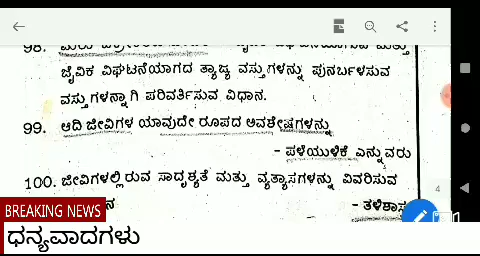 ಜೈವಿಕ ವಿಘಟನೆಯಾಗದ ತ್ಯಾಜ್ಯ ವಸ್ತುಗಳನ್ನು ಪುನರ್ಬಳಸುವ
ವಸ್ತುಗಳನ್ನಾಗಿ ಪರಿವರ್ತಿಸುವ ವಿಧಾನ.
99. ಆದಿ ಜೀವಿಗಳ ಯಾವುದೇ ರೂಪದ ಅವಶೇಷಗಳನ್ನು
- ಪಳೆಯುಳಿಕೆ ಎನ್ನುವರು
100. ಜೀವಿಗಳಲ್ಲಿರುವ ಸಾದೃಶ್ಯತೆ ಮತ್ತು ವ್ಯತ್ಯಾಸಗಳನ್ನು ವಿವರಿಸುವ
4
BREAKING NEWS
ಧನ್ಯವಾದಗಳು